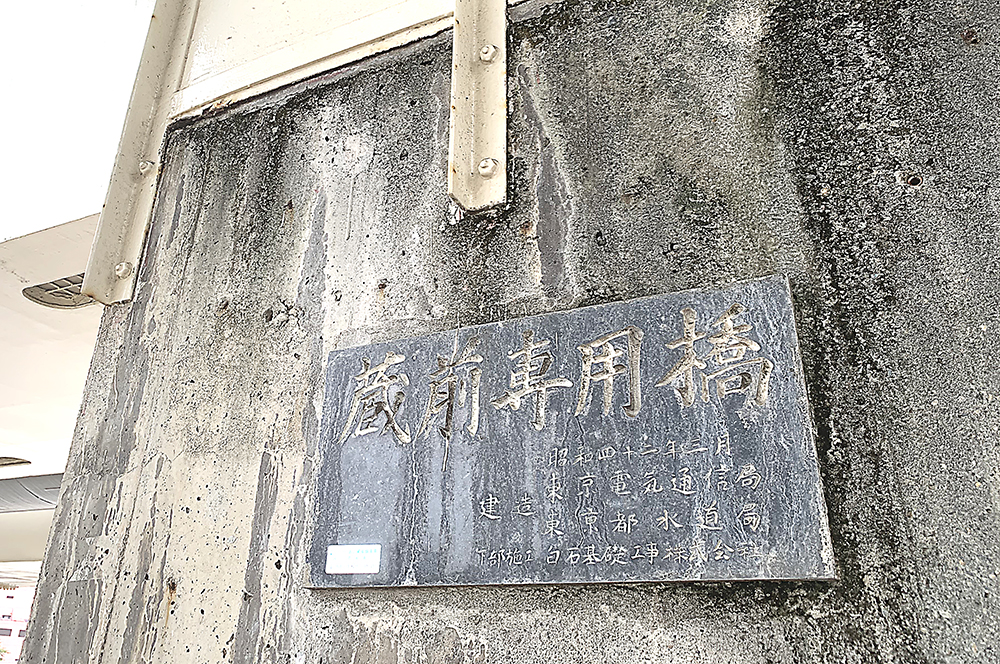 蔵前専用橋
昭和四十二年三月
東京電気通信局
建造
東京都水道局
下部施工 白石基礎工事株式会社